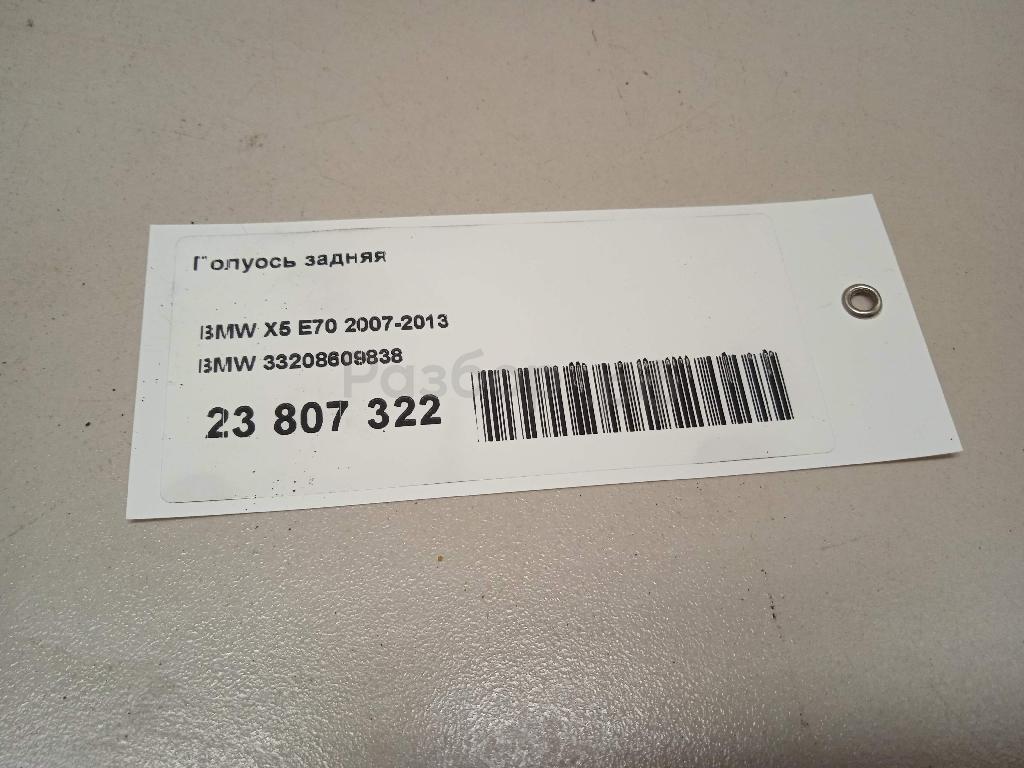 Полуось задняя
BMW X5 E70 2007-2013
BMW 33208609838
23 807 322